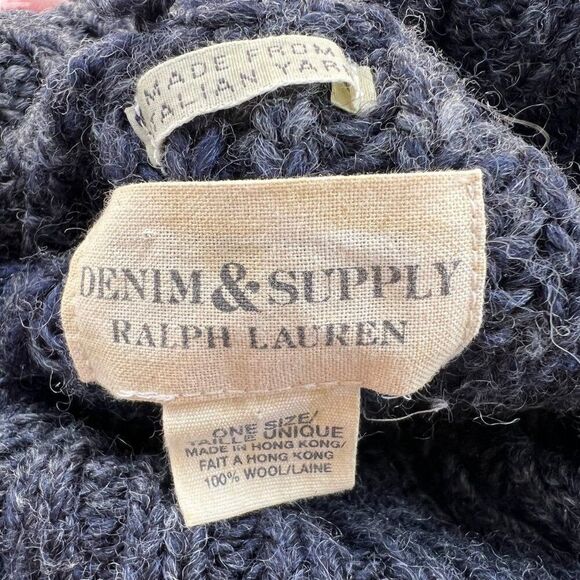 MADE FROM
ITALIAN YARN
DENIM & SUPPLY
RALPH LAUREN
ONE SIZE/
TAILLE UNIQUE
MADE IN HONG KONG/
FAIT A HONG KONG
100% WOOL/LAINE